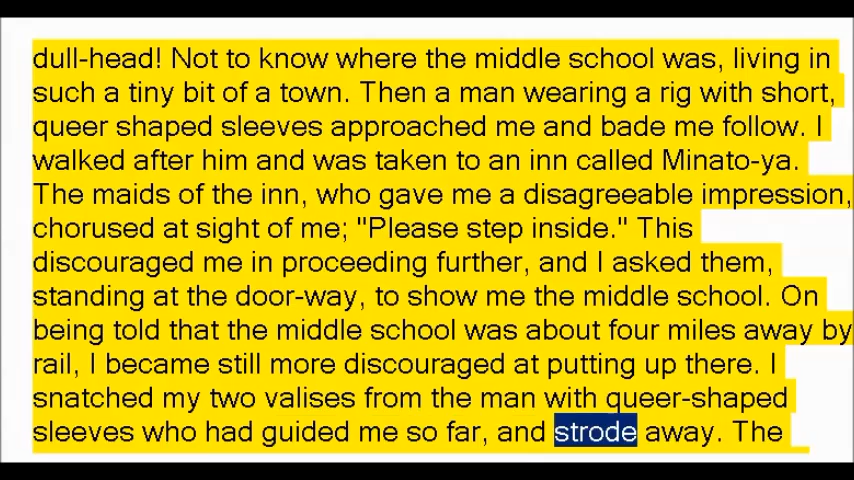 dull-head! Not to know where the middle school was, living in
such a tiny bit of a town. Then a man wearing a rig with short,
queer shaped sleeves approached me and bade me follow. I
walked after him and was taken to an inn called Minato-ya.
The maids of the inn, who gave me a disagreeable impression,
chorused at sight of me; "Please step inside." This
discouraged me in proceeding further, and I asked them,
standing at the door-way, to show me the middle school. On
being told that the middle school was about four miles away by
rail, I became still more discouraged at putting up there. I
snatched my two valises from the man with queer-shaped
sleeves who had guided me so far, and strode away. The